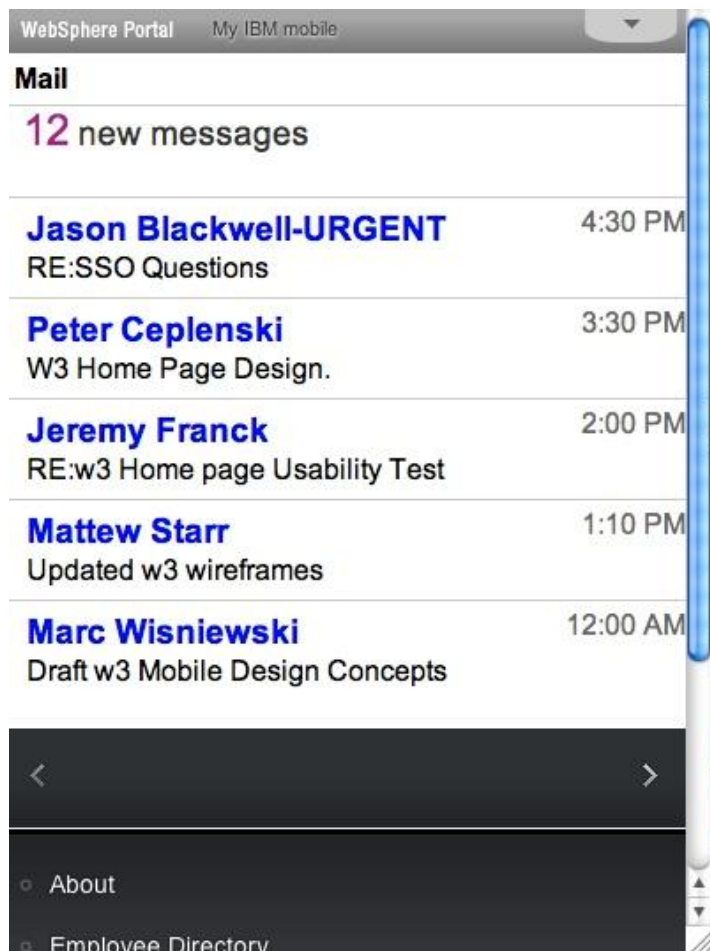 WebSphere Portal My IBM mobile
Mail
12 new messages
Jason Blackwell-URGENT 4:30 PM
RE:SSO Questions
Peter Ceplenski 3:30 PM
W3 Home Page Design.
Jeremy Franck 2:00 PM
RE:w3 Home page Usability Test
Mattew Starr 1:10 PM
Updated w3 wireframes
Marc Wisniewski 12:00 AM
Draft w3 Mobile Design Concepts
About
Employee Directory